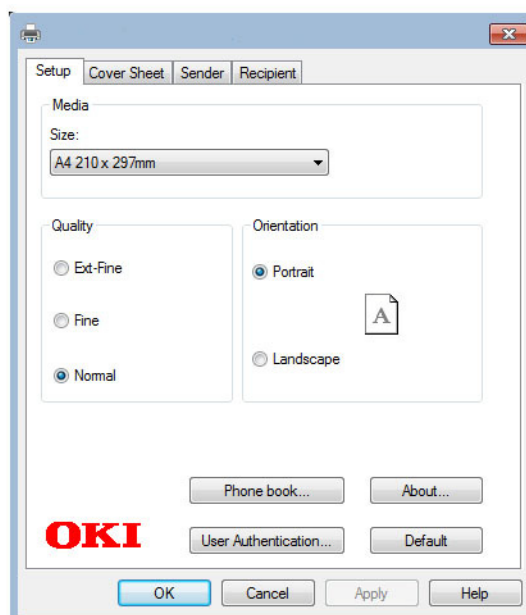 Setup Cover Sheet Sender Recipient
Media
Size:
A4 210 x 297mm
Quality
Orientation
Ext-Fine
Portrait
A
Fine
Landscape
Normal
Phone book... About...
OKI
User Authentication... Default
OK Cancel Apply Help